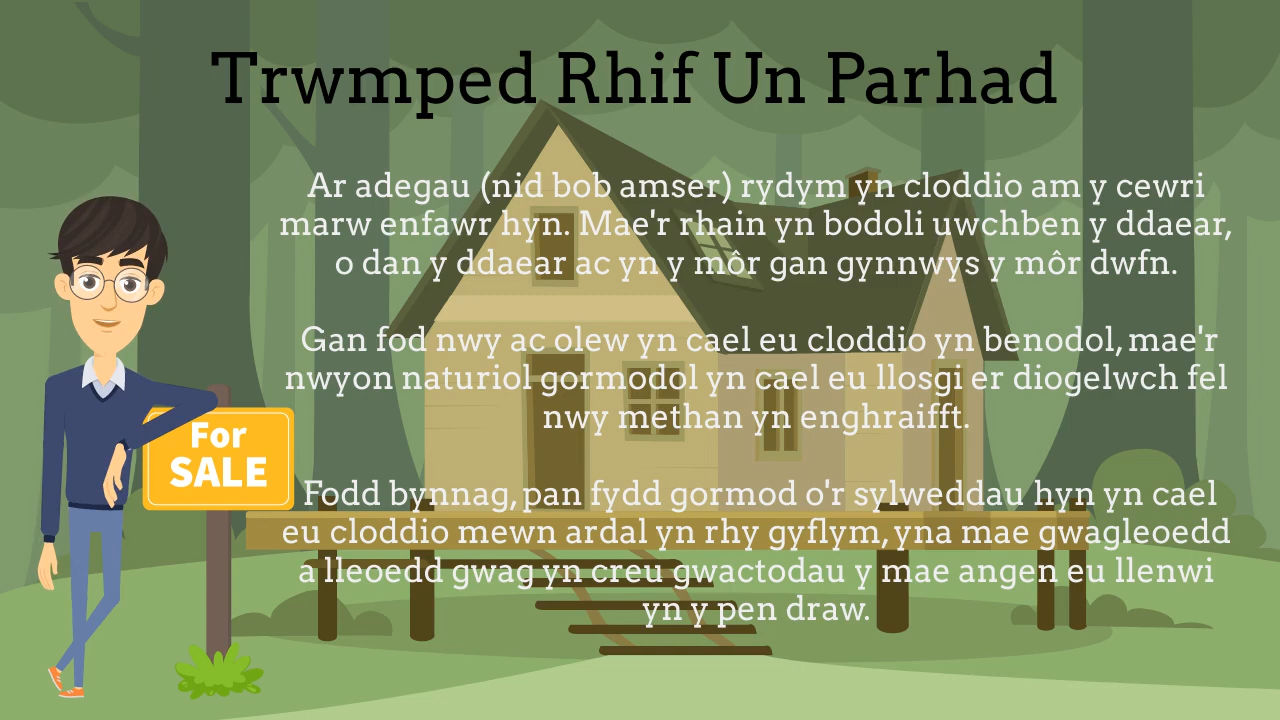 Trwmped Rhif Un Parhad
Ar adegau (nid bob amser) rydym yn cloddio am y cewri
marw enfawr hyn. Mae'r rhain yn bodoli uwchben y ddaear,
o dan y ddaear ac yn y môr gan gynnwys y môr dwfn.
Gan fod nwy ac olew yn cael eu cloddio yn benodol, mae'r
nwyon naturiol gormodol yn cael eu llosgi er diogelwch fel
nwy methan yn enghraifft.
Fodd bynnag, pan fydd gormod o'r sylweddau hyn yn cael
eu cloddio mewn ardal yn rhy gyflym, yna mae gwagleoedd
a lleoedd gwag yn creu gwactodau y mae angen eu llenwi
yn y pen draw.
For
SALE